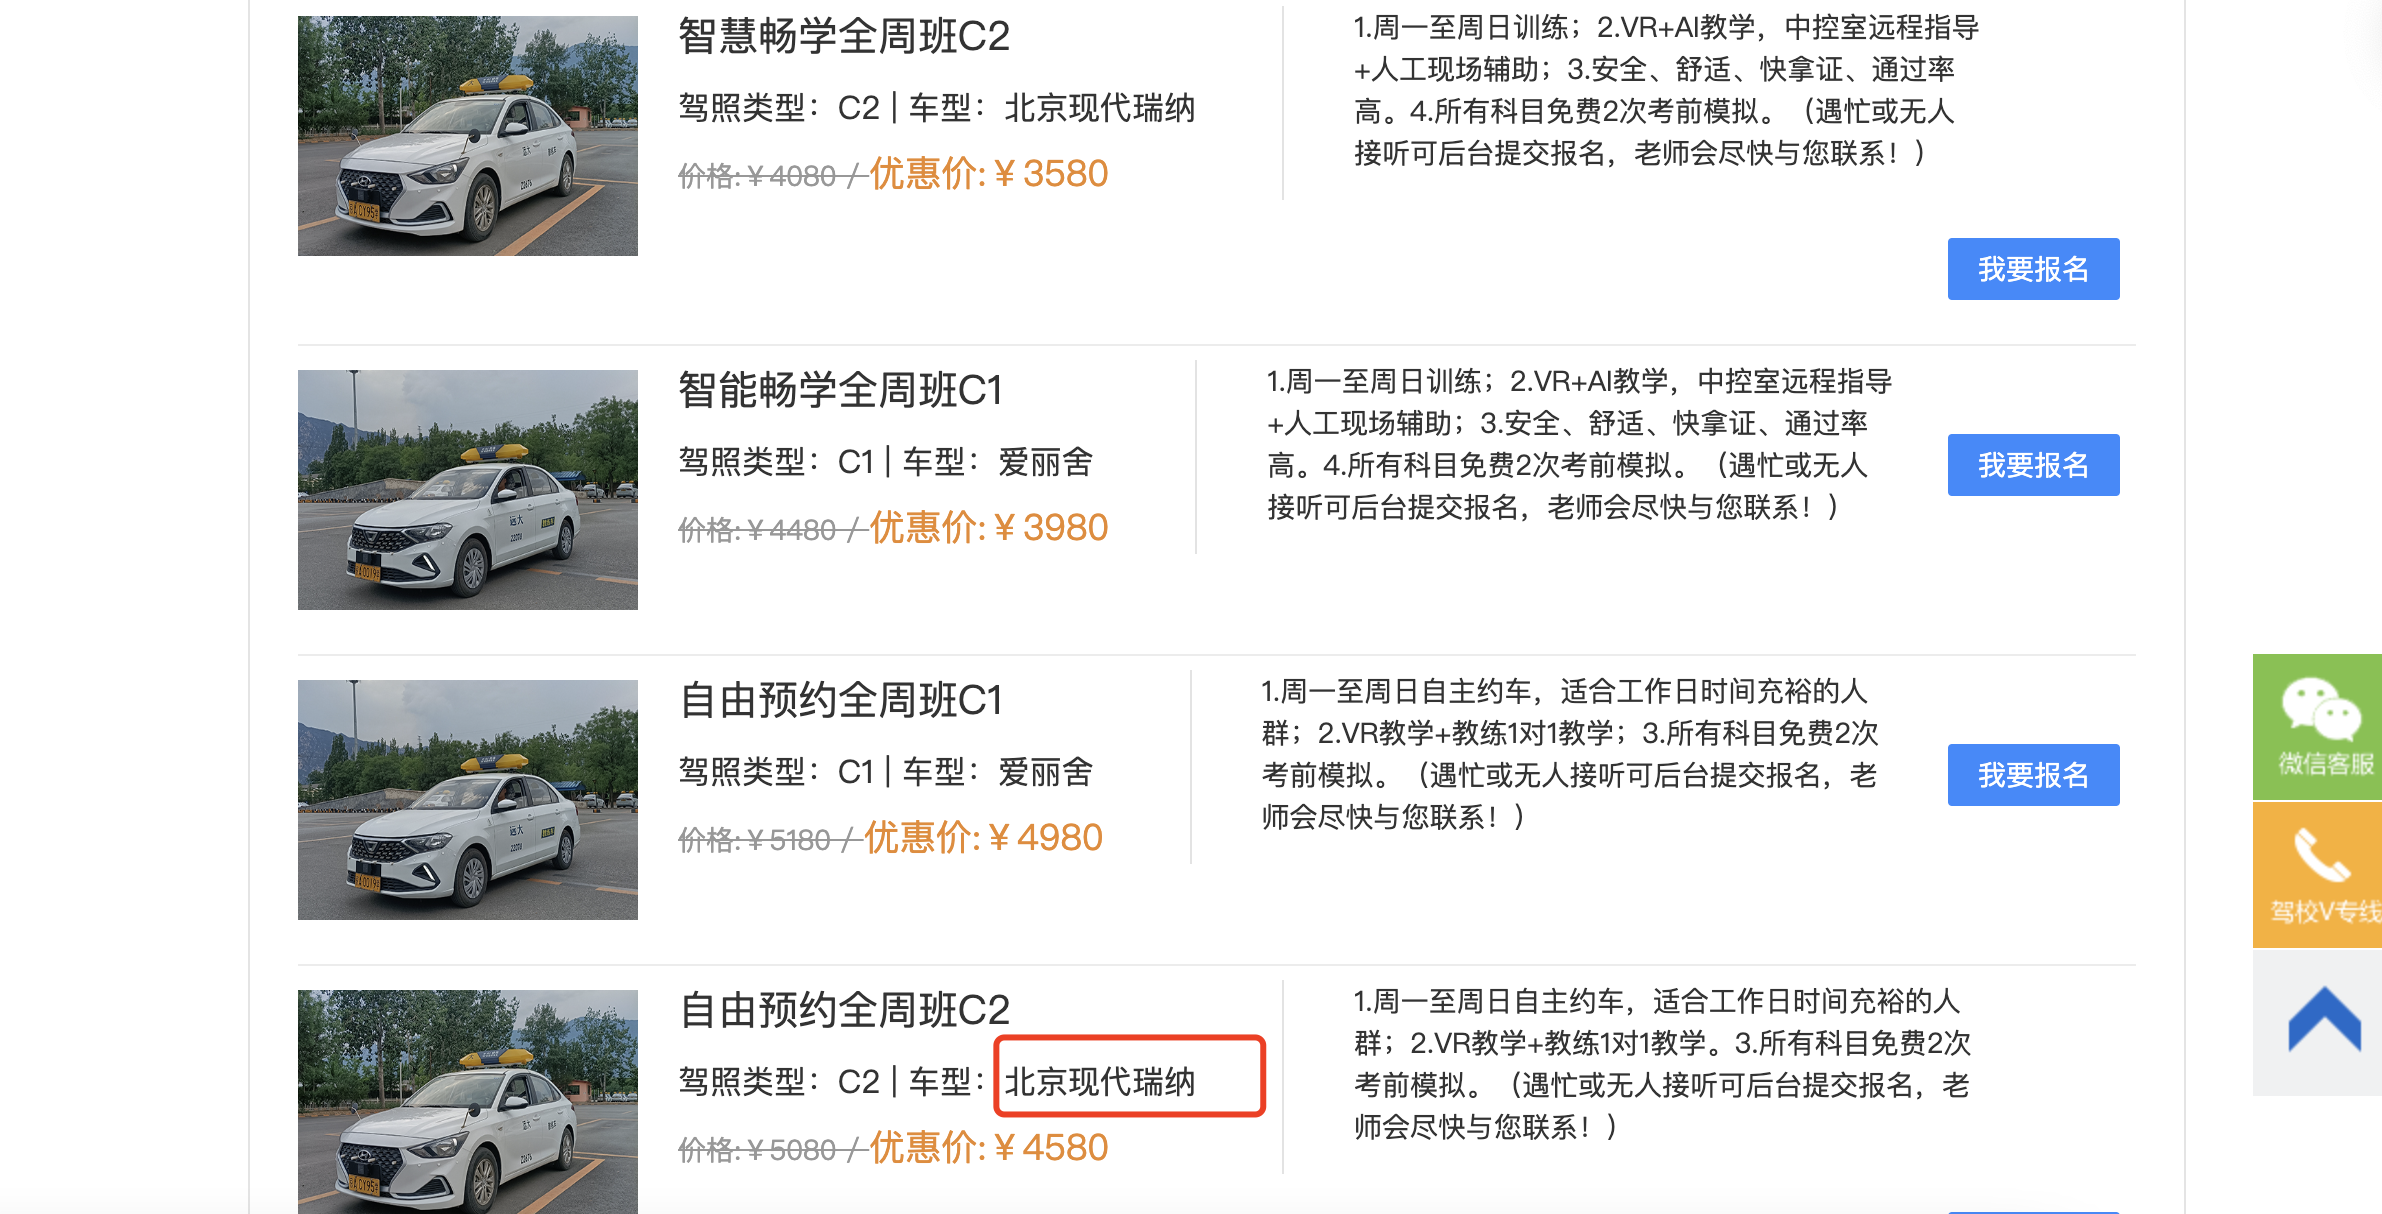 智慧畅学全周班C2
驾照类型：C2 | 车型：北京现代瑞纳
价格:￥4080 / 优惠价:￥3580
1.周一至周日训练；2.VR+AI教学，中控室远程指导
+人工现场辅助；3.安全、舒适、快拿证、通过率
高。4.所有科目免费2次考前模拟。（遇忙或无人
接听可后台提交报名，老师会尽快与您联系！）
我要报名
智能畅学全周班C1
驾照类型：C1 | 车型：爱丽舍
价格:￥4480 / 优惠价:￥3980
1.周一至周日训练；2.VR+AI教学，中控室远程指导
+人工现场辅助；3.安全、舒适、快拿证、通过率
高。4.所有科目免费2次考前模拟。（遇忙或无人
接听可后台提交报名，老师会尽快与您联系！）
我要报名
自由预约全周班C1
驾照类型：C1 | 车型：爱丽舍
价格:￥5180 / 优惠价:￥4980
1.周一至周日自主约车，适合工作日时间充裕的人
群；2.VR教学+教练1对1教学；3.所有科目免费2次
考前模拟。（遇忙或无人接听可后台提交报名，老
师会尽快与您联系！）
我要报名
自由预约全周班C2
驾照类型：C2 | 车型：北京现代瑞纳
价格:￥5080 / 优惠价:￥4580
1.周一至周日自主约车，适合工作日时间充裕的人
群；2.VR教学+教练1对1教学。3.所有科目免费2次
考前模拟。（遇忙或无人接听可后台提交报名，老
师会尽快与您联系！）
微信客服
驾校V专线